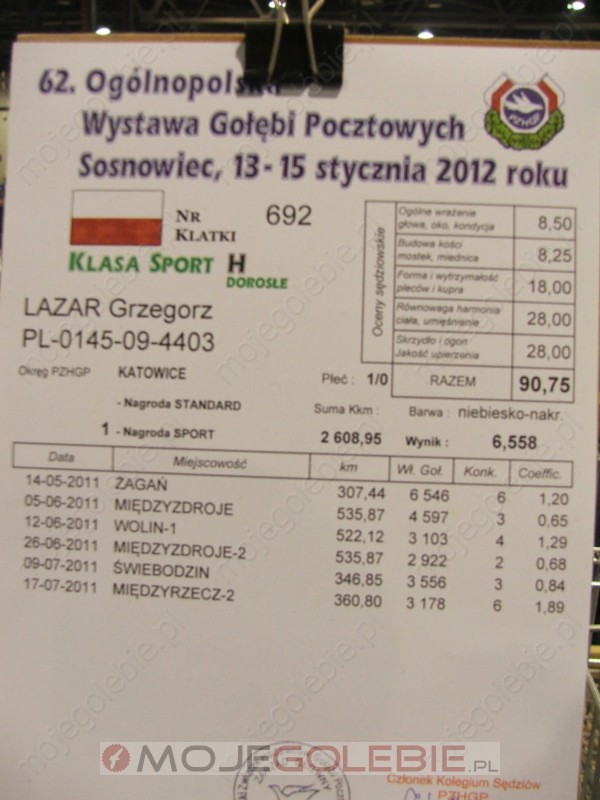 62. Ogólnopolska
Wystawa Gołębi Pocztowych
Sosnowiec, 13-15 stycznia 2012 roku
PZHGP
NR KLATKI 692
KLASA SPORT H
DOROSŁE
LAZAR Grzegorz
PL-0145-09-4403
Okręg PZHGP KATOWICE
Oceny sędziowskie
Ogólne wrażenie głowa, oko, kondycja 8,50
Budowa kości mostek, miednica 8,25
Forma i wytrzymałość pleców i kupra 18,00
Równowaga harmonia ciała, umięśnienie 28,00
Skrzydło i ogon Jakość upierzenia 28,00
Płeć : 1/0 RAZEM 90,75
- Nagroda STANDARD
1 - Nagroda SPORT
Suma Kkm : 2 608,95
Barwa : niebiesko-nakr.
Wynik : 6,558
Data Miejscowość km Wł. Goł. Konk. Coeffic.
14-05-2011 ŻAGAŃ 307,44 6 546 6 1,20
05-06-2011 MIĘDZYZDROJE 535,87 4 597 3 0,65
12-06-2011 WOLIN-1 522,12 3 103 4 1,29
26-06-2011 MIĘDZYZDROJE-2 535,87 2 922 2 0,68
09-07-2011 ŚWIEBODZIN 346,85 3 556 3 0,84
17-07-2011 MIĘDZYRZECZ-2 360,80 3 178 6 1,89
MOJEGOLEBIE.PL
Członek Kolegium Sędziów
PZHGP